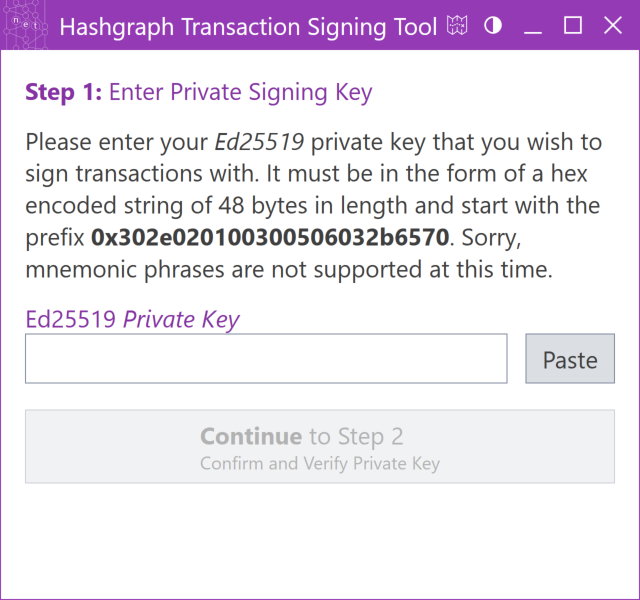 net Hashgraph Transaction Signing Tool
Step 1: Enter Private Signing Key
Please enter your Ed25519 private key that you wish to
sign transactions with. It must be in the form of a hex
encoded string of 48 bytes in length and start with the
prefix 0x302e020100300506032b6570. Sorry,
mnemonic phrases are not supported at this time.
Ed25519 Private Key
Paste
Continue to Step 2
Confirm and Verify Private Key